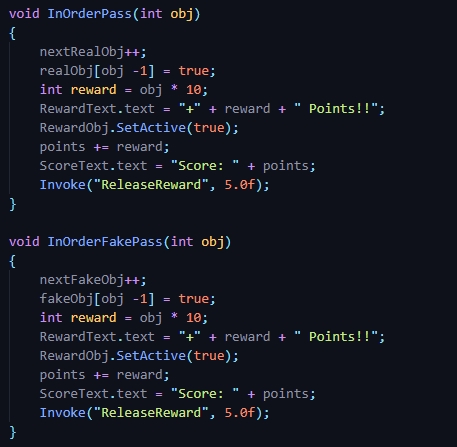 void InOrderPass(int obj)
{
    nextRealObj++;
    realObj[obj -1] = true;
    int reward = obj * 10;
    RewardText.text = "+" + reward + " Points!!";
    RewardObj.SetActive(true);
    points += reward;
    ScoreText.text = "Score: " + points;
    Invoke("ReleaseReward", 5.0f);
}

void InOrderFakePass(int obj)
{
    nextFakeObj++;
    fakeObj[obj -1] = true;
    int reward = obj * 10;
    RewardText.text = "+" + reward + " Points!!";
    RewardObj.SetActive(true);
    points += reward;
    ScoreText.text = "Score: " + points;
    Invoke("ReleaseReward", 5.0f);
}